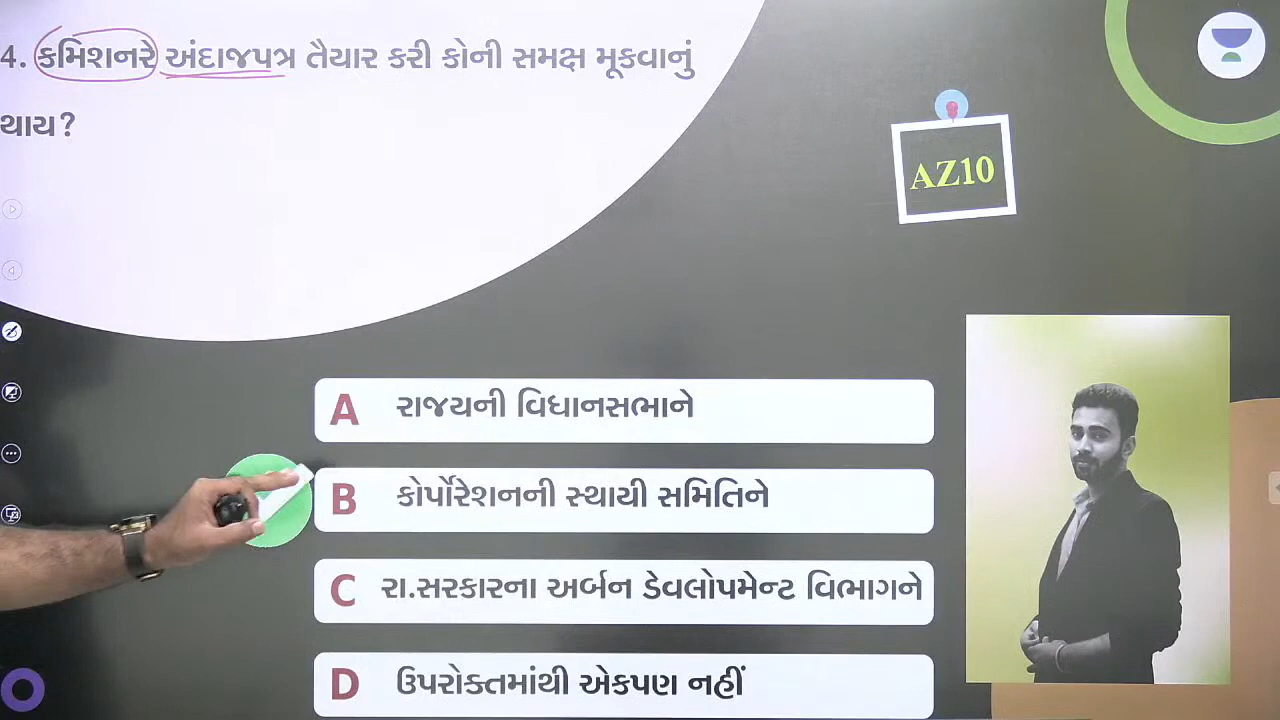 4. કમિશનરે અંદાજપત્ર તૈયાર કરી કોની સમક્ષ મૂકવાનું
થાય?
AZ10
A રાજયની વિધાનસભાને
B કોર્પોરેશનની સ્થાયી સમિતિને
C રા.સરકારના અર્બન ડેવલોપમેન્ટ વિભાગને
D ઉપરોક્તમાંથી એકપણ નહીં